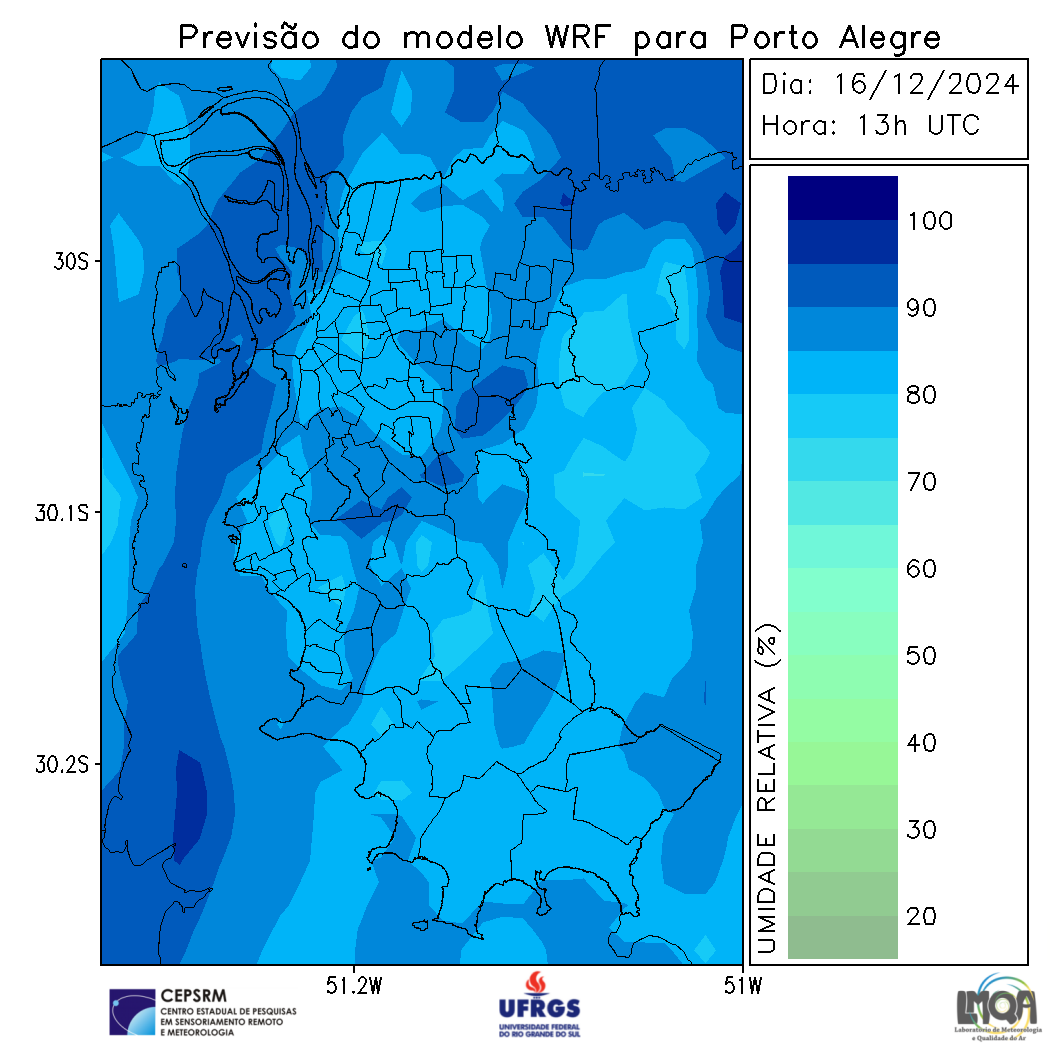 Previsão do modelo WRF para Porto Alegre
Dia: 16/12/2024
Hora: 13h UTC
30S
30.1S
30.2S
51.2W
51W
UMIDADE RELATIVA (%)
100
90
80
70
60
50
40
30
20
CEPSRM
CENTRO ESTADUAL DE PESQUISAS
EM SENSORIAMENTO REMOTO
E METEOROLOGIA
UFRGS
UNIVERSIDADE FEDERAL
DO RIO GRANDE DO SUL
LMQA
Laboratório de Meteorologia
e Qualidade do Ar